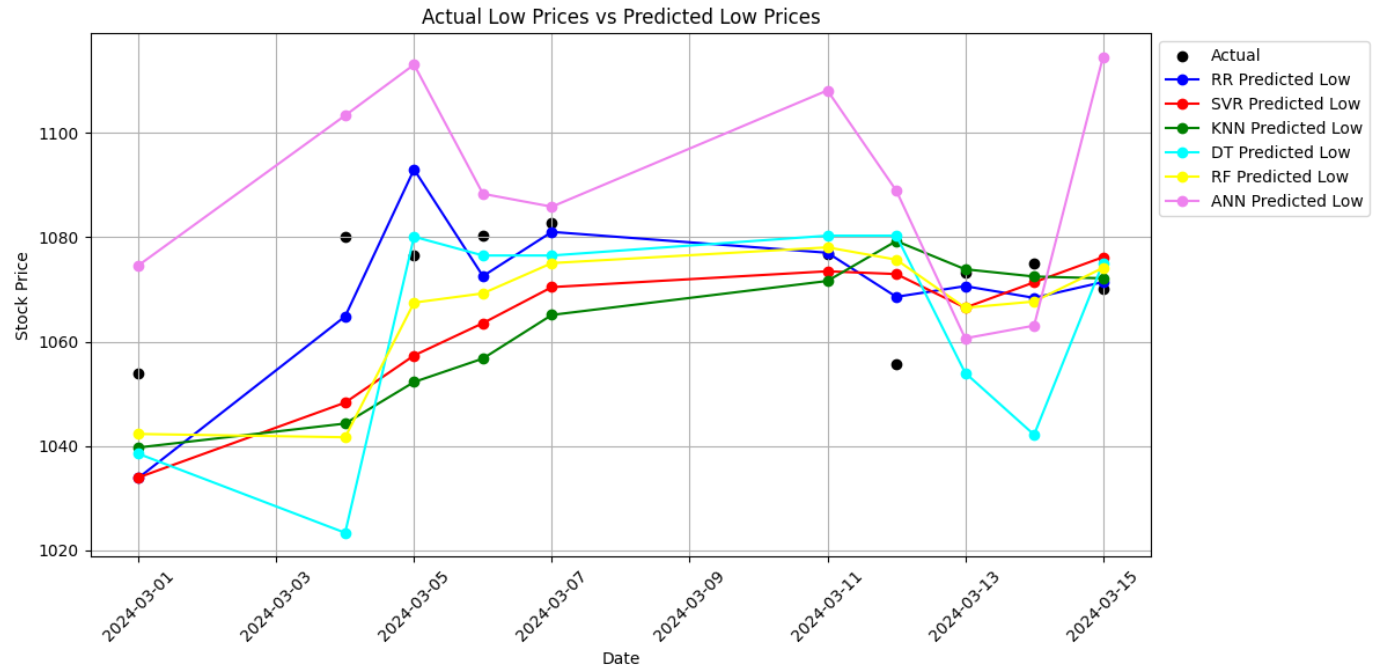 Actual Low Prices vs Predicted Low Prices
Actual
RR Predicted Low
SVR Predicted Low
KNN Predicted Low
DT Predicted Low
RF Predicted Low
ANN Predicted Low
Stock Price
1100
1080
1060
1040
1020
2024-03-01
2024-03-03
2024-03-05
2024-03-07
2024-03-09
2024-03-11
2024-03-13
2024-03-15
Date